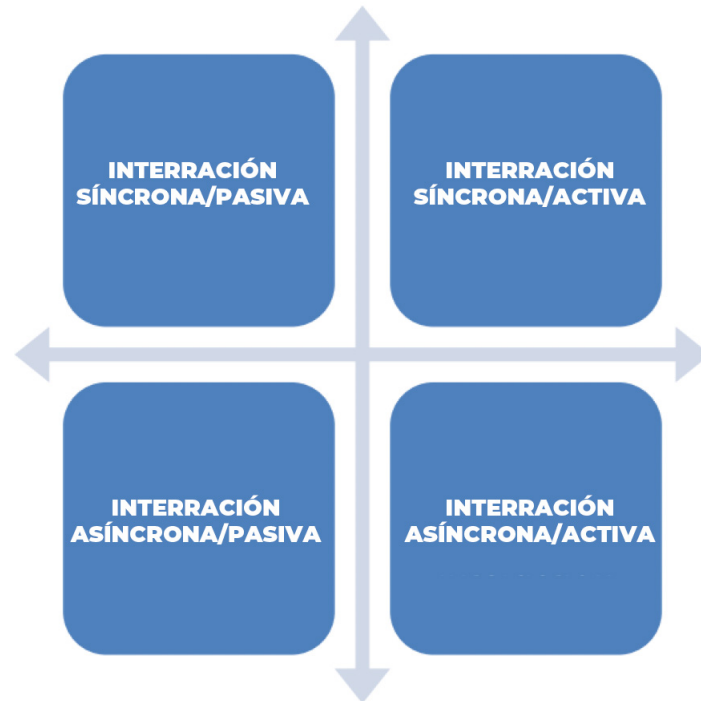 INTERRACIÓN
SÍNCRONA/PASIVA
INTERRACIÓN
SÍNCRONA/ACTIVA
INTERRACIÓN
ASÍNCRONA/PASIVA
INTERRACIÓN
ASÍNCRONA/ACTIVA